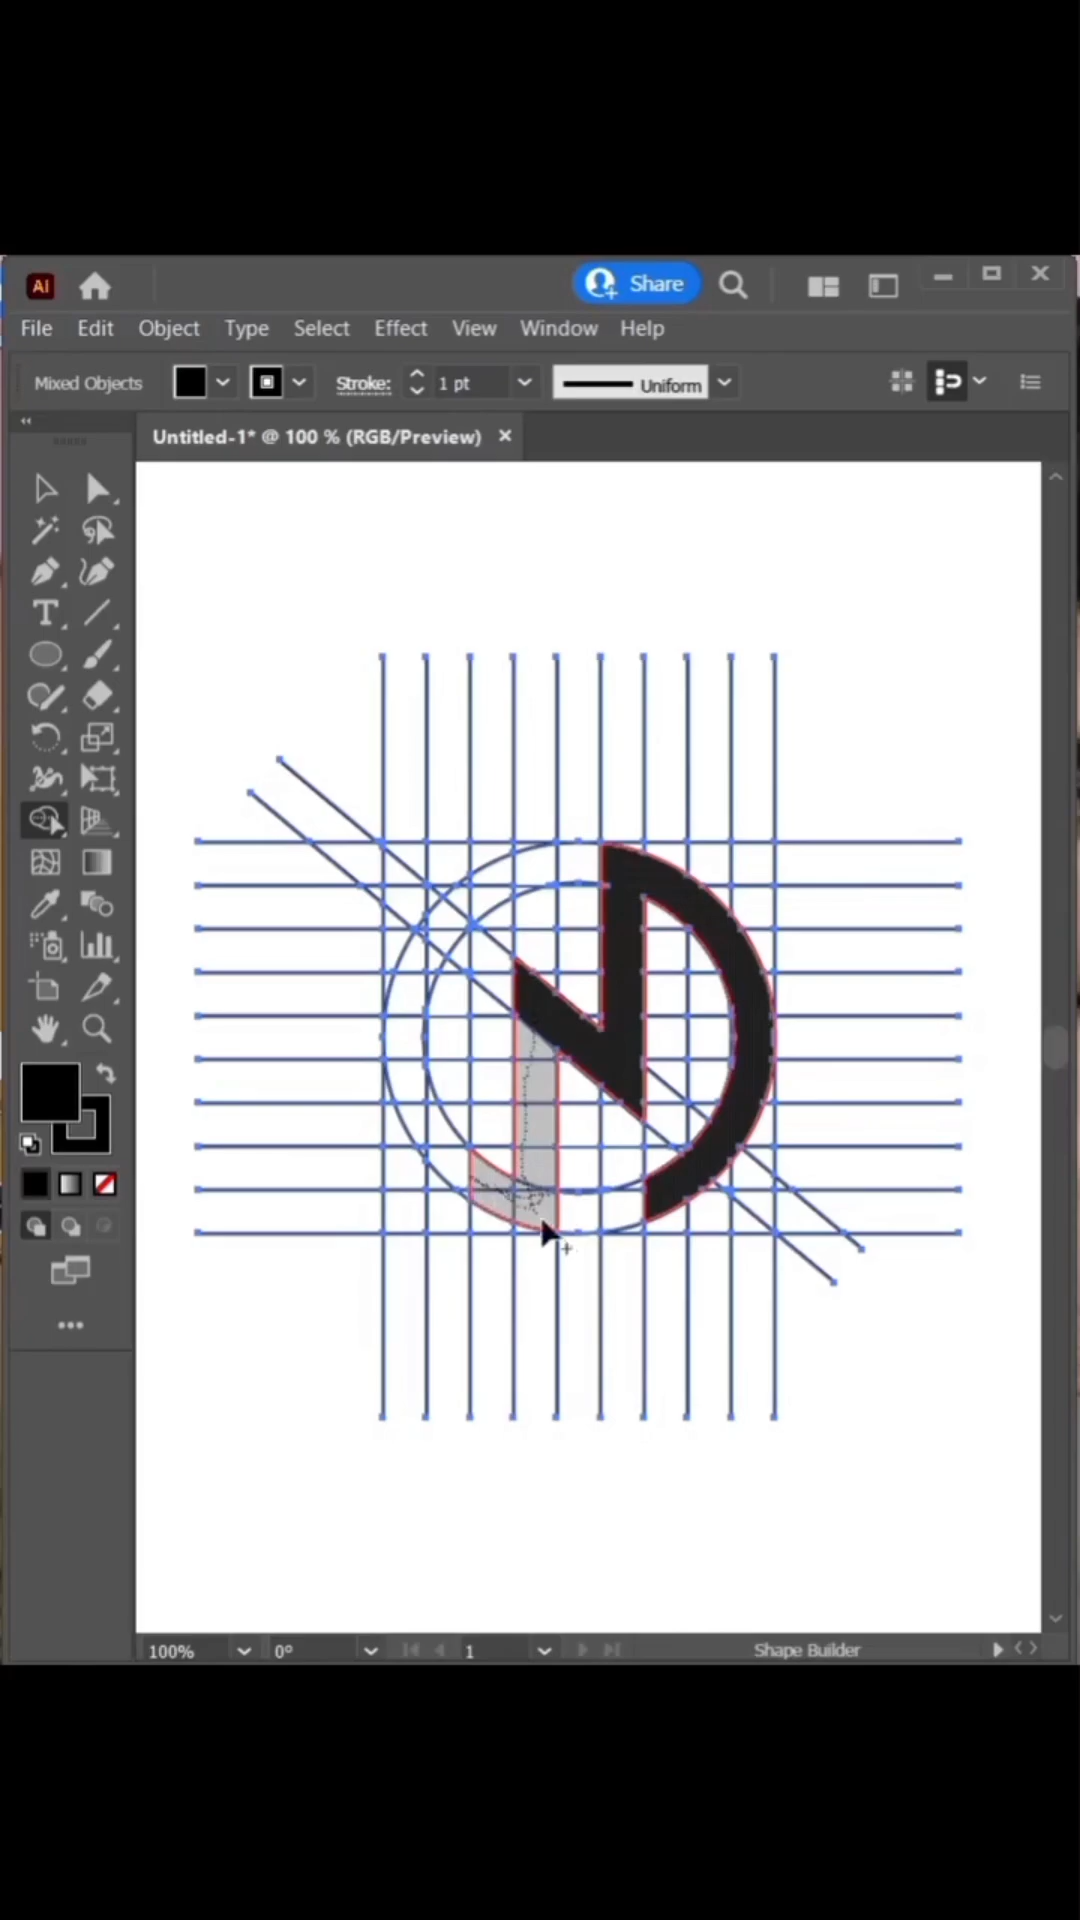 Ai Share
File Edit Object Type Select Effect View Window Help
Mixed Objects Stroke: 1 pt Uniform
Untitled-1* @ 100 % (RGB/Preview) ×
T
100% 0° 1 Shape Builder